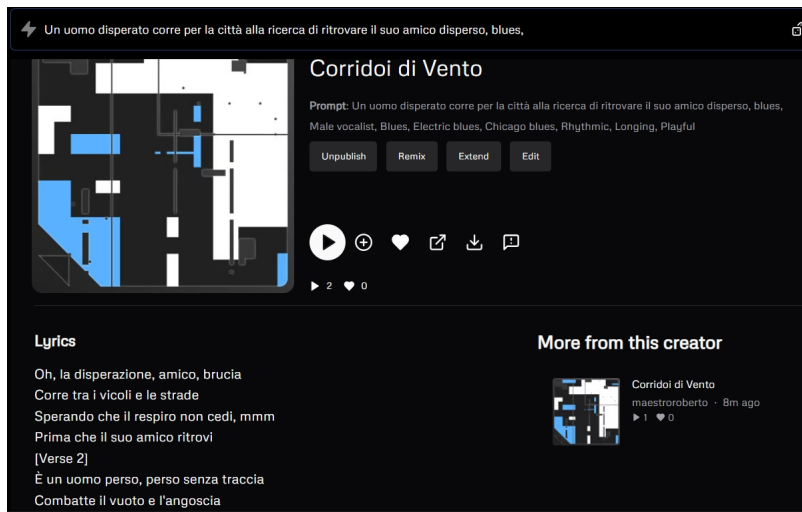 Un uomo disperato corre per la città alla ricerca di ritrovare il suo amico disperso, blues,
Corridoi di Vento
Prompt: Un uomo disperato corre per la città alla ricerca di ritrovare il suo amico disperso, blues,
Male vocalist, Blues, Electric blues, Chicago blues, Rhythmic, Longing, Playful
Unpublish Remix Extend Edit
2 0
Lyrics
Oh, la disperazione, amico, brucia
Corre tra i vicoli e le strade
Sperando che il respiro non cedi, mmm
Prima che il suo amico ritrovi
[Verse 2]
È un uomo perso, perso senza traccia
Combatte il vuoto e l'angoscia
More from this creator
Corridoi di Vento
maestroroberto · 8m ago
1 0